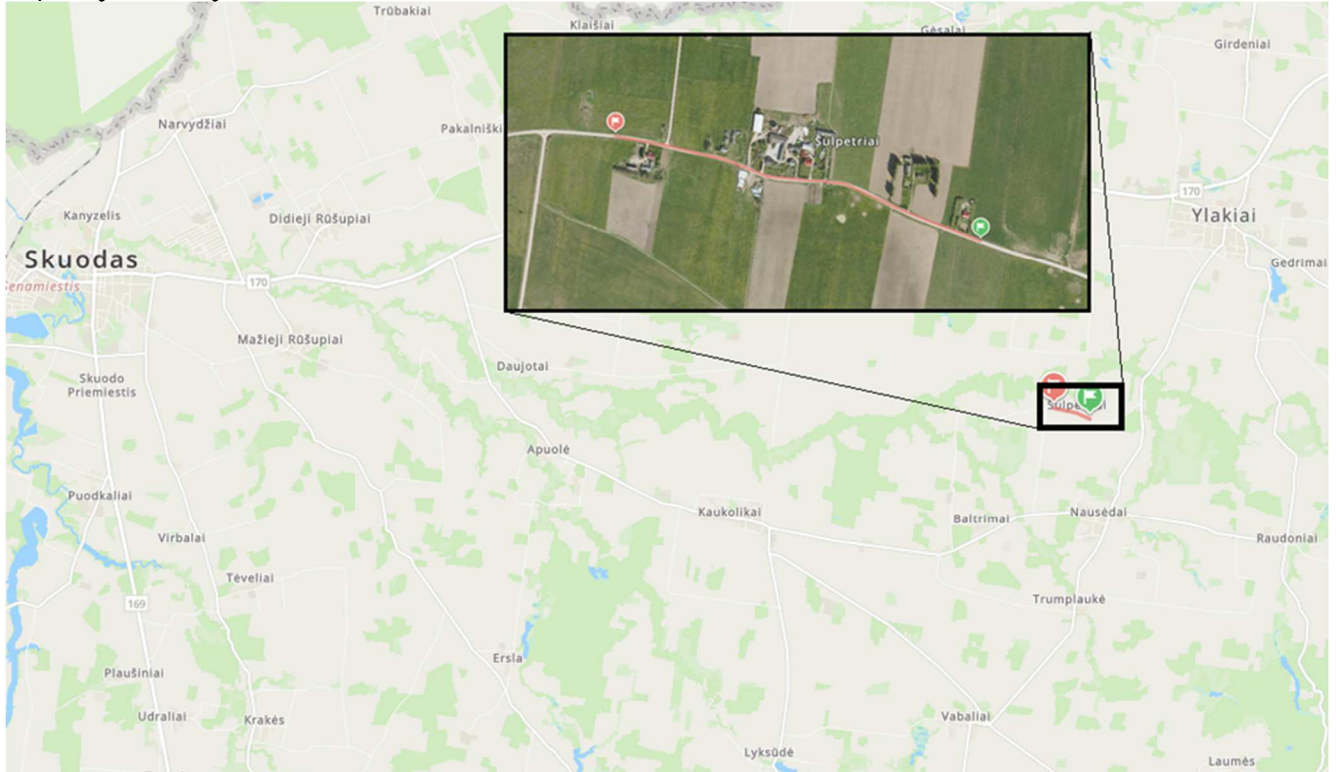 Trūbakiai
Klaišiai
Gėsalai
Girdeniai
Narvydžiai
Pakalniški
Šulpetriai
170
Ylakiai
Kanyzelis
Didieji Rūšupiai
Skuodas
Senamiestis
170
Gedrimai
Mažieji Rūšupiai
Daujotai
Skuodo
Priemiestis
Apuolė
Puodkaliai
Kaukolikai
Baltrimai
Nausėdai
Virbalai
Raudoniai
Tėveliai
169
Trumplaukė
Ersla
Plaušiniai
Udraliai
Krakės
Vabaliai
Lyksūdė
Laumės